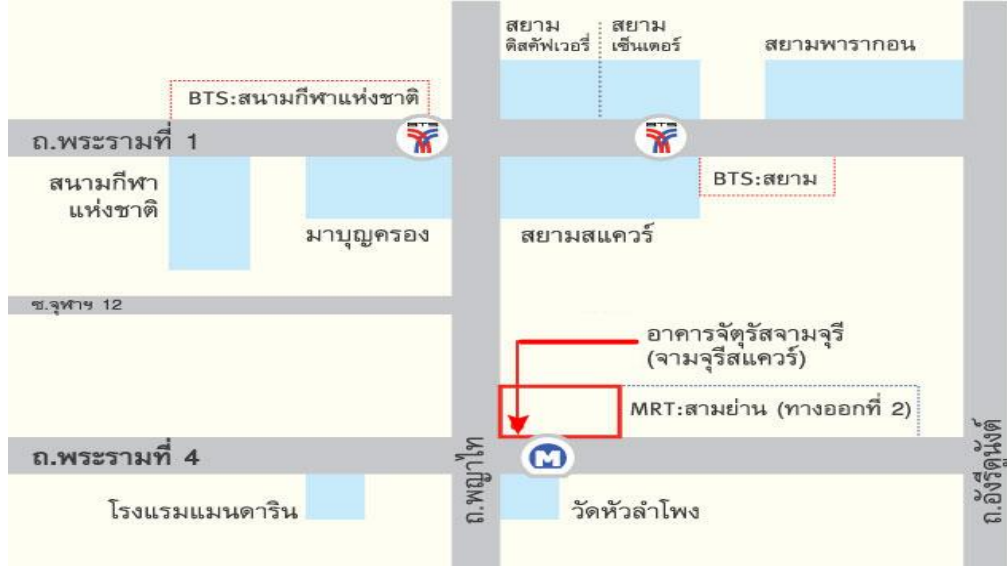 สยาม
ดิสคัฟเวอรี่
สยาม
เซ็นเตอร์
สยามพารากอน
BTS:สนามกีฬาแห่งชาติ
BTS
BTS
ถ.พระรามที่ 1
สนามกีฬา
แห่งชาติ
มาบุญครอง
สยามสแควร์
BTS:สยาม
ซ.จุฬาฯ 12
อาคารจัตุรัสจามจุรี
(จามจุรีสแควร์)
MRT:สามย่าน (ทางออกที่ 2)
ถ.พระรามที่ 4
M
ถ.พญาไท
ถ.อังรีดูนังต์
โรงแรมแมนดาริน
วัดหัวลำโพง